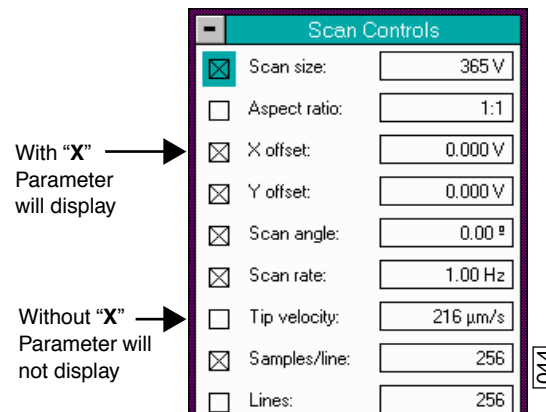 Scan Controls
Scan size: 365 V
Aspect ratio: 1:1
X offset: 0.000 V
Y offset: 0.000 V
Scan angle: 0.00 º
Scan rate: 1.00 Hz
Tip velocity: 216 µm/s
Samples/line: 256
Lines: 256
With “X”
Parameter
will display
Without “X”
Parameter will
not display
044